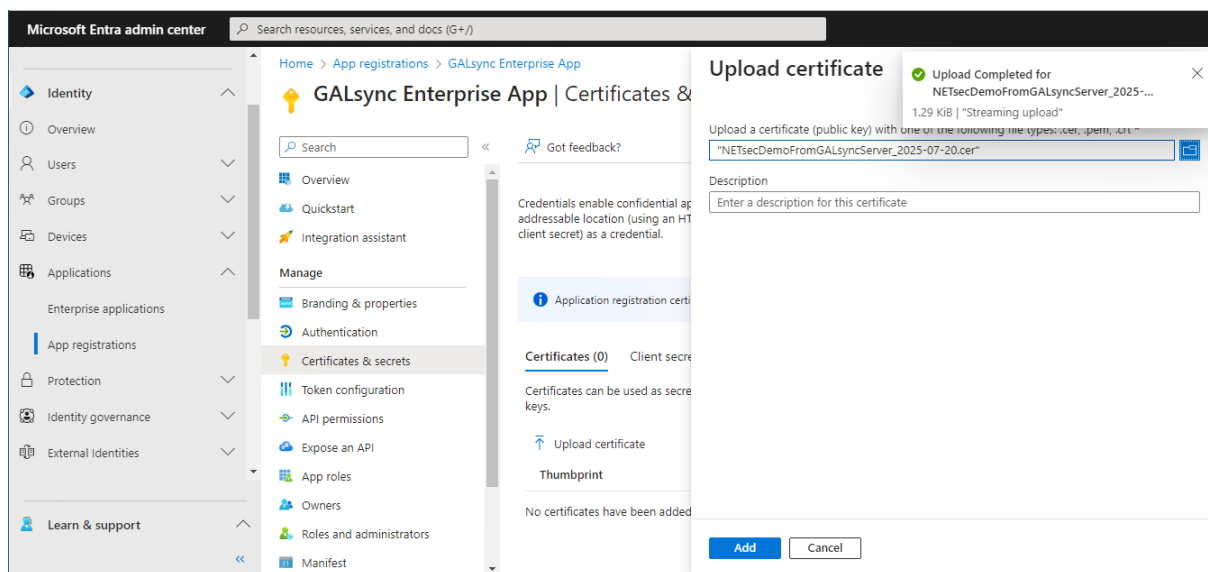 Microsoft Entra admin center
Search resources, services, and docs (G+/)
Identity
Overview
Users
Groups
Devices
Applications
Enterprise applications
App registrations
Protection
Identity governance
External Identities
Learn & support
Home > App registrations > GALsync Enterprise App
GALsync Enterprise App | Certificates &
Search
Overview
Quickstart
Integration assistant
Manage
Branding & properties
Authentication
Certificates & secrets
Token configuration
API permissions
Expose an API
App roles
Owners
Roles and administrators
Manifest
Got feedback?
Credentials enable confidential ap
addressable location (using an HT
client secret) as a credential.
Application registration certi
Certificates (0) Client secre
Certificates can be used as secre
keys.
Upload certificate
Thumbprint
No certificates have been added
Upload certificate
Upload Completed for
NETsecDemoFromGALsyncServer_2025-...
1.29 KiB | "Streaming upload"
Upload a certificate (public key) with one of the following file types: .cer, .pem, .crt *
"NETsecDemoFromGALsyncServer_2025-07-20.cer"
Description
Enter a description for this certificate
Add
Cancel